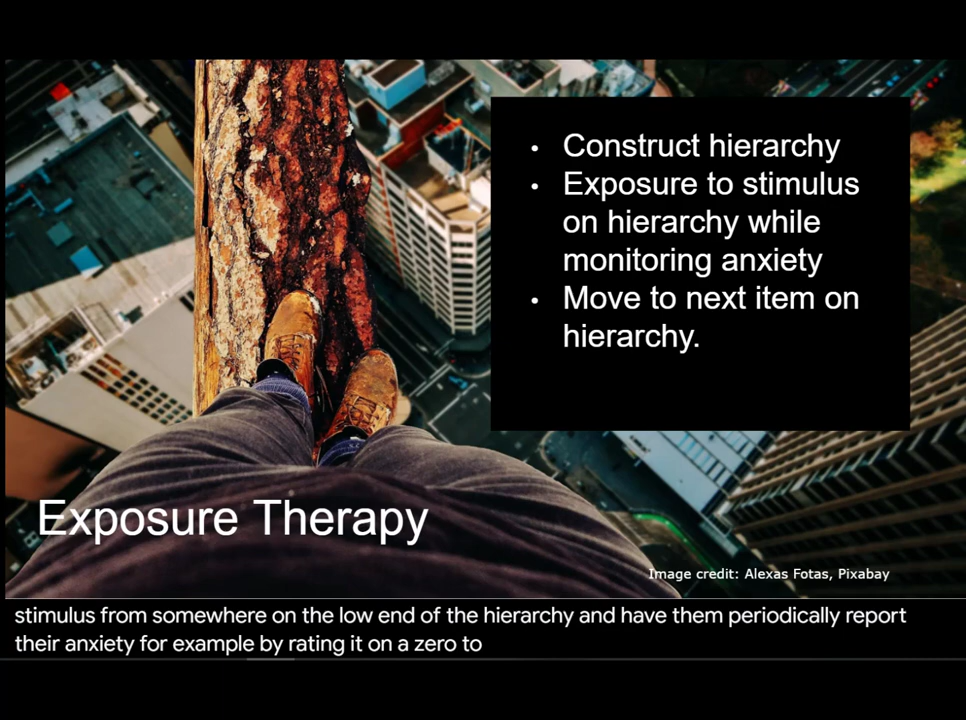 • Construct hierarchy
• Exposure to stimulus
on hierarchy while
monitoring anxiety
• Move to next item on
hierarchy.
Exposure Therapy
Image credit: Alexas Fotas, Pixabay
stimulus from somewhere on the low end of the hierarchy and have them periodically report
their anxiety for example by rating it on a zero to